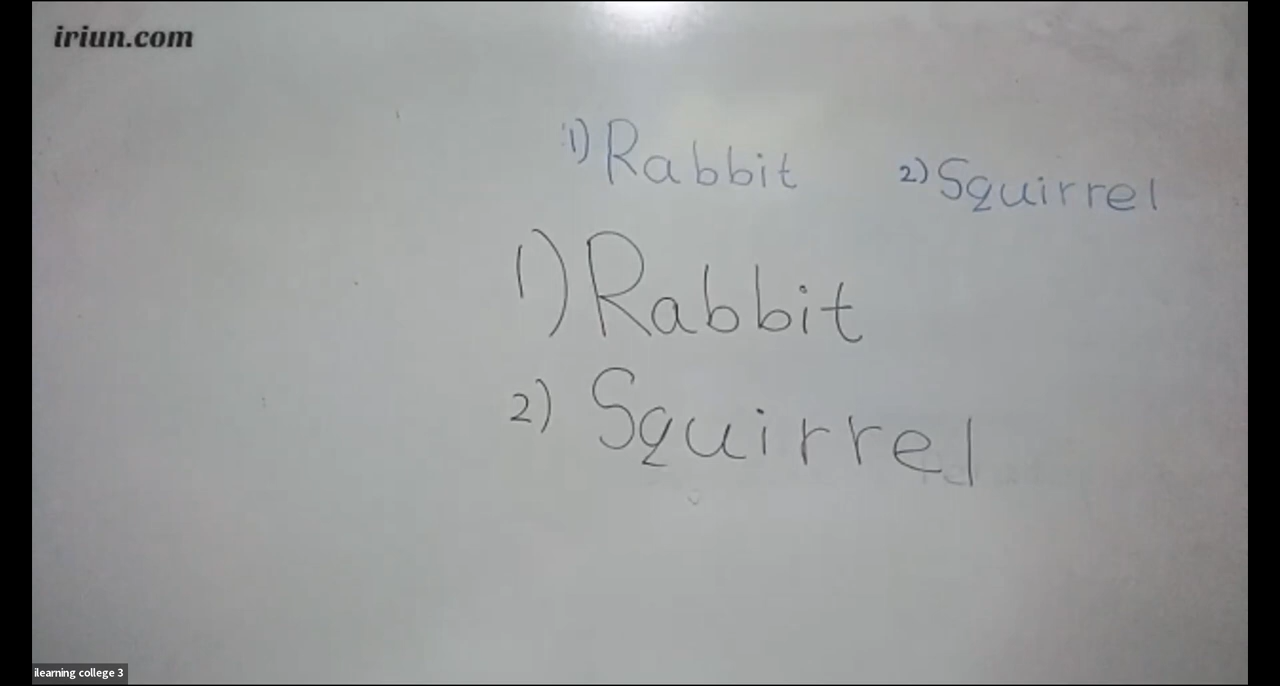 iriun.com
1) Rabbit 2) Squirrel
1) Rabbit
2) Squirrel
ilearning college 3